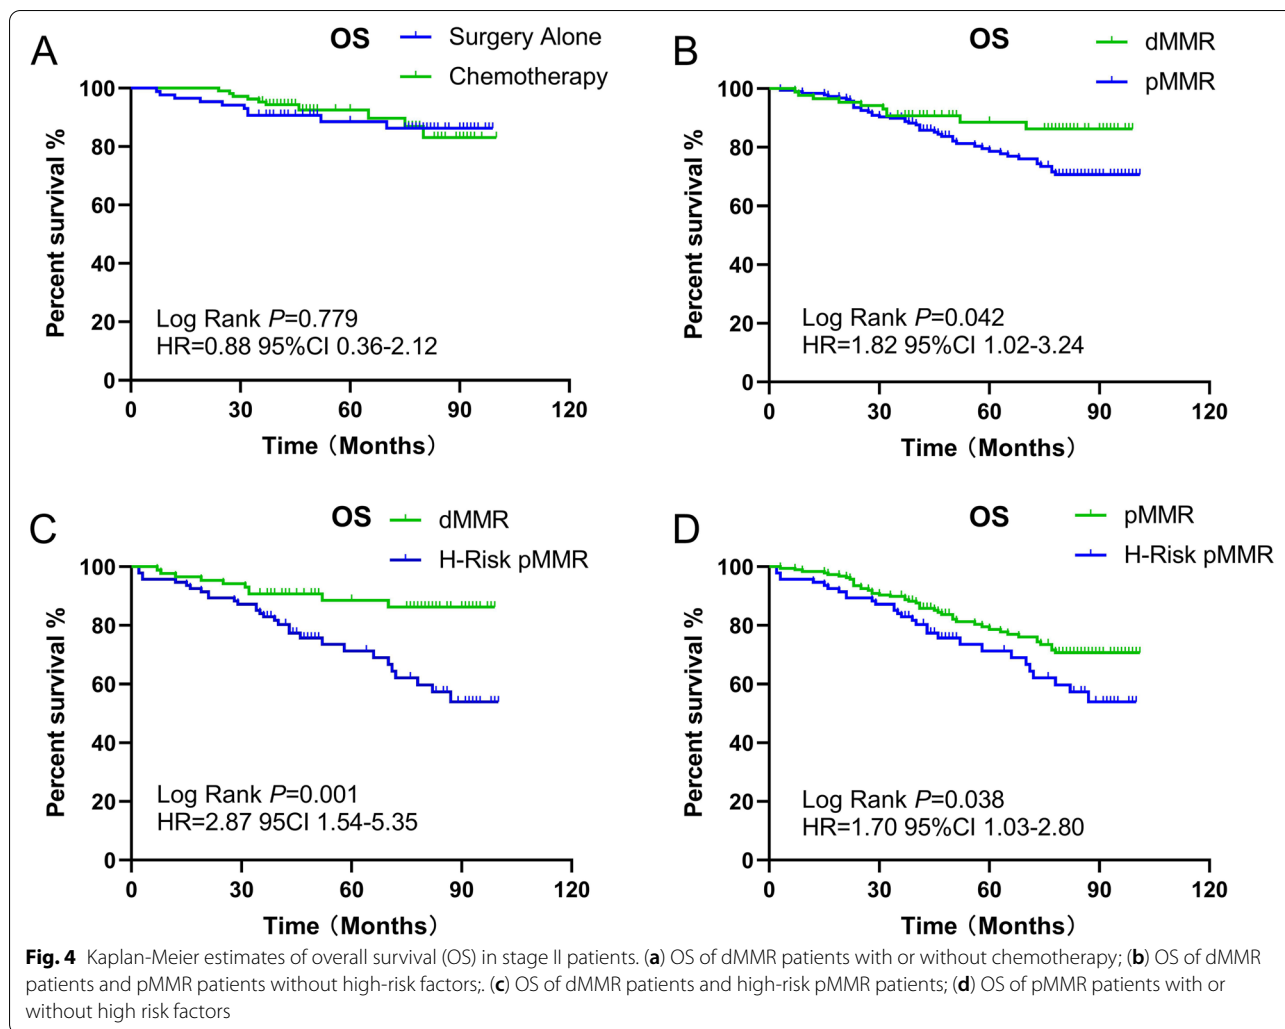 A
OS
Surgery Alone
Chemotherapy
Percent survival %
100
80
60
40
20
0
Log Rank P=0.779
HR=0.88 95%CI 0.36-2.12
0 30 60 90 120
Time (Months)
B
OS
dMMR
pMMR
Percent survival %
100
80
60
40
20
0
Log Rank P=0.042
HR=1.82 95%CI 1.02-3.24
0 30 60 90 120
Time (Months)
C
OS
dMMR
H-Risk pMMR
Percent survival %
100
80
60
40
20
0
Log Rank P=0.001
HR=2.87 95CI 1.54-5.35
0 30 60 90 120
Time (Months)
D
OS
pMMR
H-Risk pMMR
Percent survival %
100
80
60
40
20
0
Log Rank P=0.038
HR=1.70 95%CI 1.03-2.80
0 30 60 90 120
Time (Months)
Fig. 4 Kaplan-Meier estimates of overall survival (OS) in stage II patients. (a) OS of dMMR patients with or without chemotherapy; (b) OS of dMMR
patients and pMMR patients without high-risk factors;. (c) OS of dMMR patients and high-risk pMMR patients; (d) OS of pMMR patients with or
without high risk factors